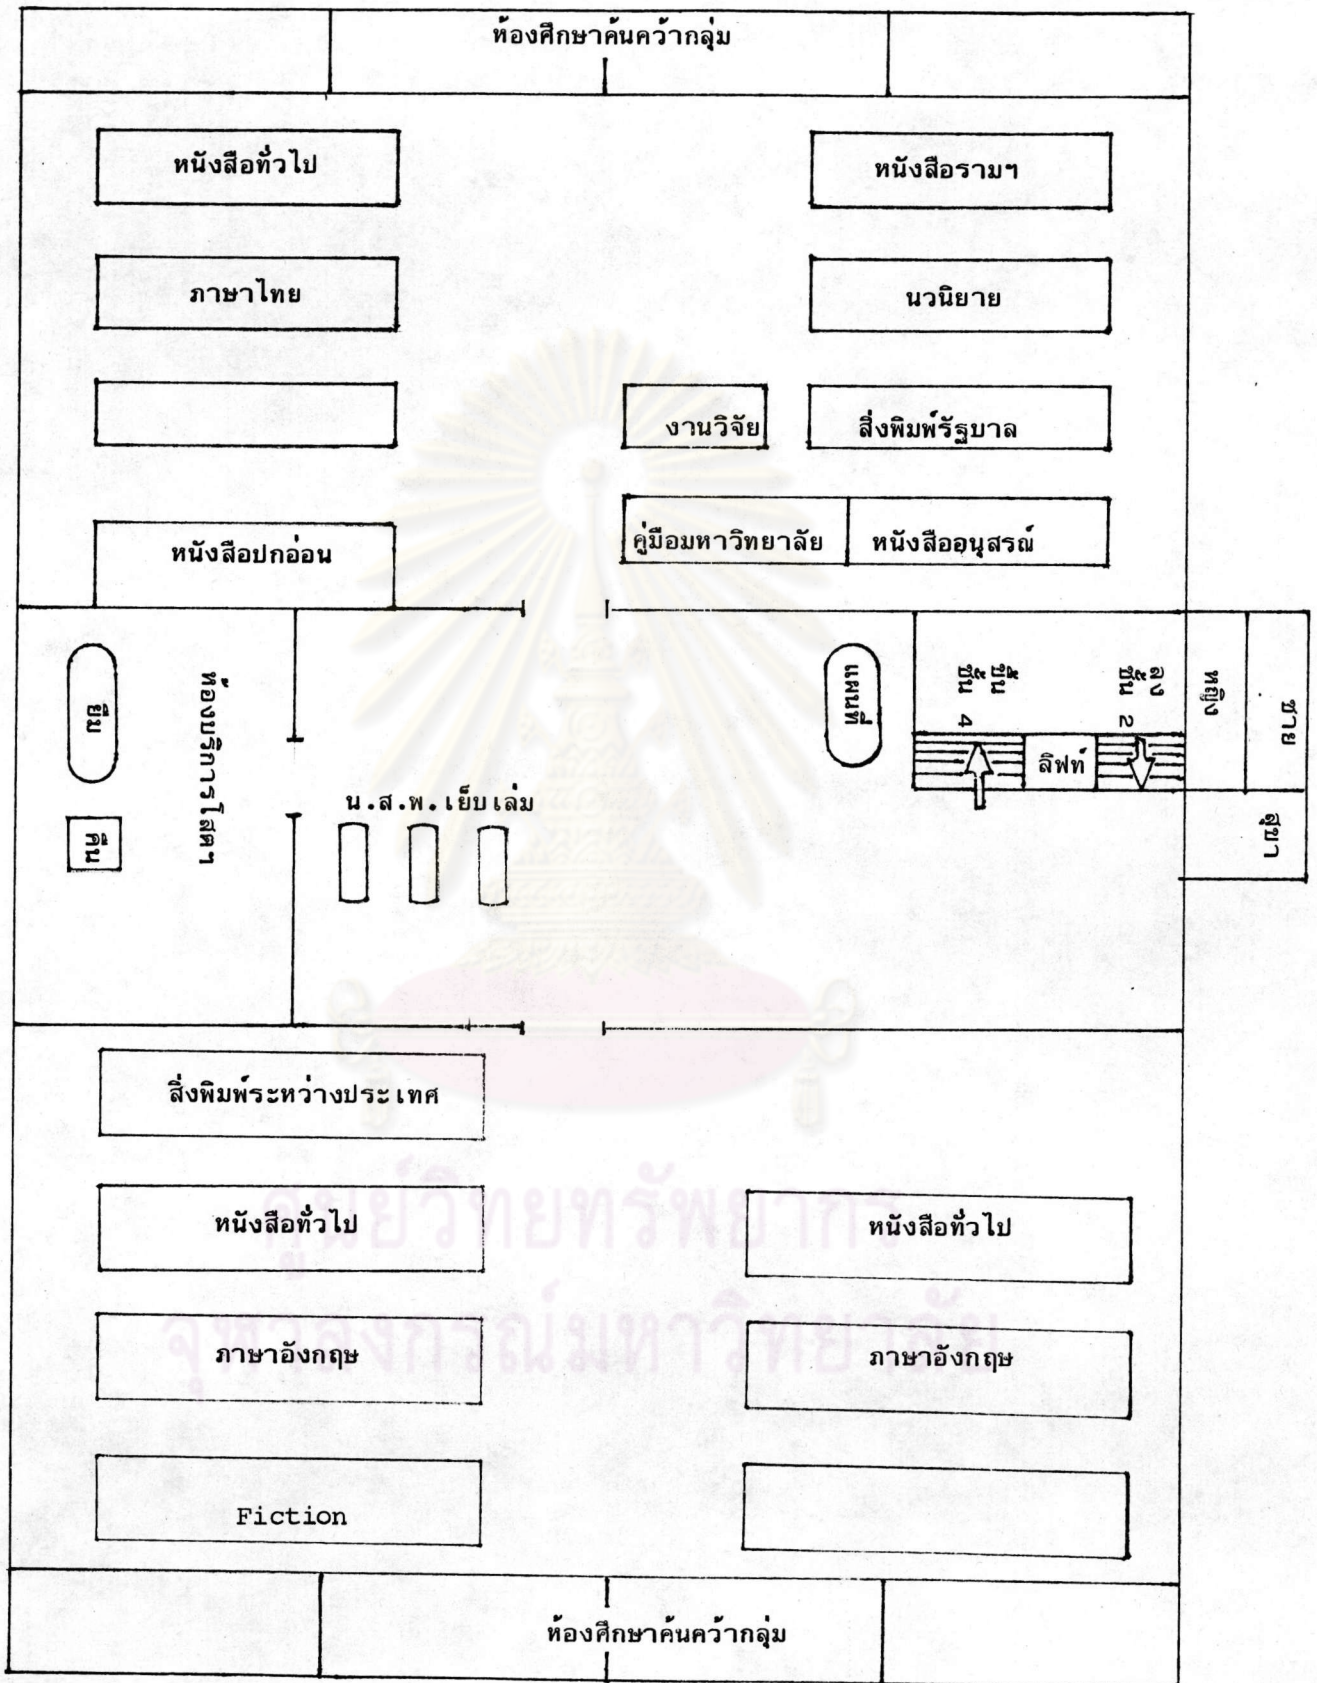 ห้องศึกษาค้นคว้ากลุ่ม
หนังสือทั่วไป
หนังสือรามฯ
ภาษาไทย
นวนิยาย
งานวิจัย
สิ่งพิมพ์รัฐบาล
หนังสือปกอ่อน
คู่มือมหาวิทยาลัย
หนังสืออนุสรณ์
ยืม
คืน
ห้องบริการโสตฯ
น.ส.พ.เย็บเล่ม
แผนที่
ขึ้น
ชั้น 4
ลิฟท์
ลง
ชั้น 2
หญิง
ชาย
สุขา
สิ่งพิมพ์ระหว่างประเทศ
หนังสือทั่วไป
หนังสือทั่วไป
ภาษาอังกฤษ
ภาษาอังกฤษ
Fiction
ห้องศึกษาค้นคว้ากลุ่ม
ศูนย์วิทยทรัพยากร
จุฬาลงกรณ์มหาวิทยาลัย